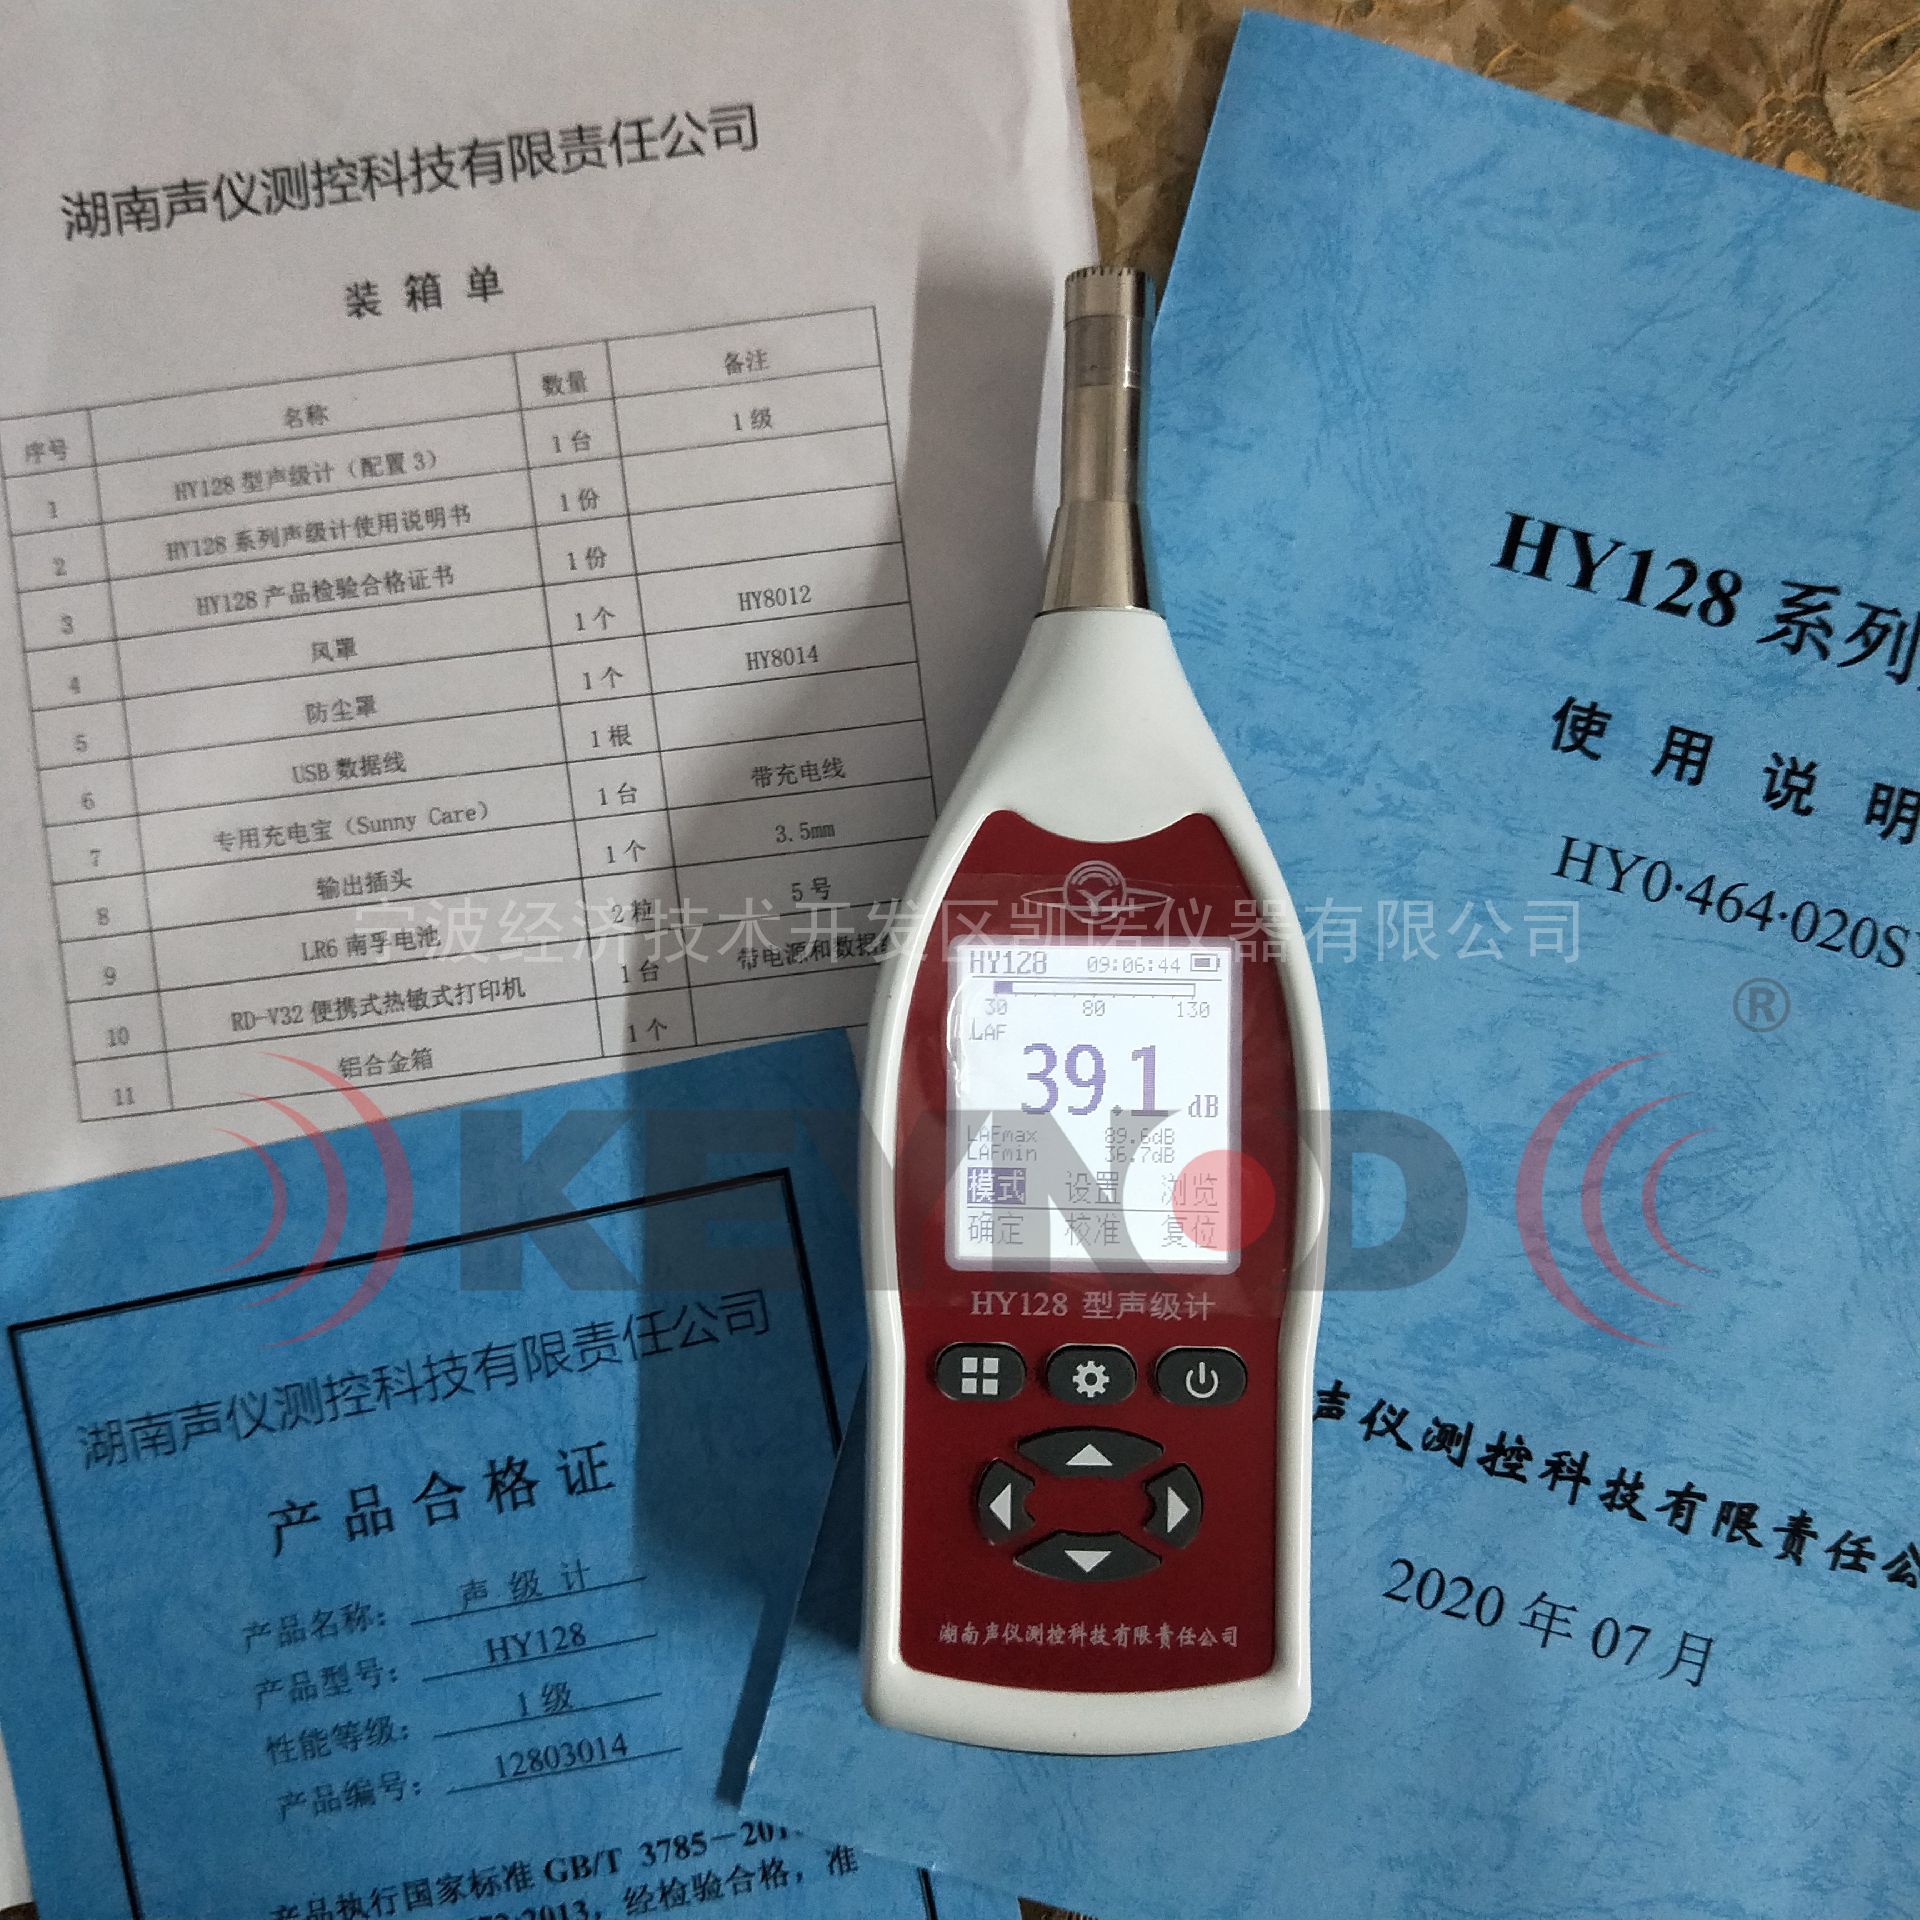 湖南声仪测控科技有限责任公司
装箱单
序号 名称 数量 备注
1 HY128 型声级计（配置 3） 1 台 1 级
2 HY128 系列声级计使用说明书 1 份
3 HY128 产品检验合格证书 1 份
4 风罩 1 个 HY8012
5 防尘罩 1 个 HY8014
6 USB 数据线 1 根
7 专用充电宝（Sunny Care） 1 台 带充电线
8 输出插头 1 个 3.5mm
9 LR6 南孚电池 2 粒 5 号
10 RD-V32 便携式热敏式打印机 1 台 带电源和数据
11 铝合金箱 1 个
HY128 系列
使用说明
HY0·464·020S
声仪测控科技有限责任公
2020 年 07 月
宁波经济技术开发区凯诺仪器有限公司
®
KEYNOD
HY128 09:06:44
30 80 130
LAF
39.1 dB
LAFmax 89.6dB
LAFmin 36.7dB
模式 设置 浏览
确定 校准 复位
HY128 型声级计
湖南声仪测控科技有限责任公司
湖南声仪测控科技有限责任公司
产品合格证
产品名称： 声级计
产品型号： HY128
性能等级： 1 级
产品编号： 12803014
产品执行国家标准 GB/T 3785-20
2013，经检验合格，准